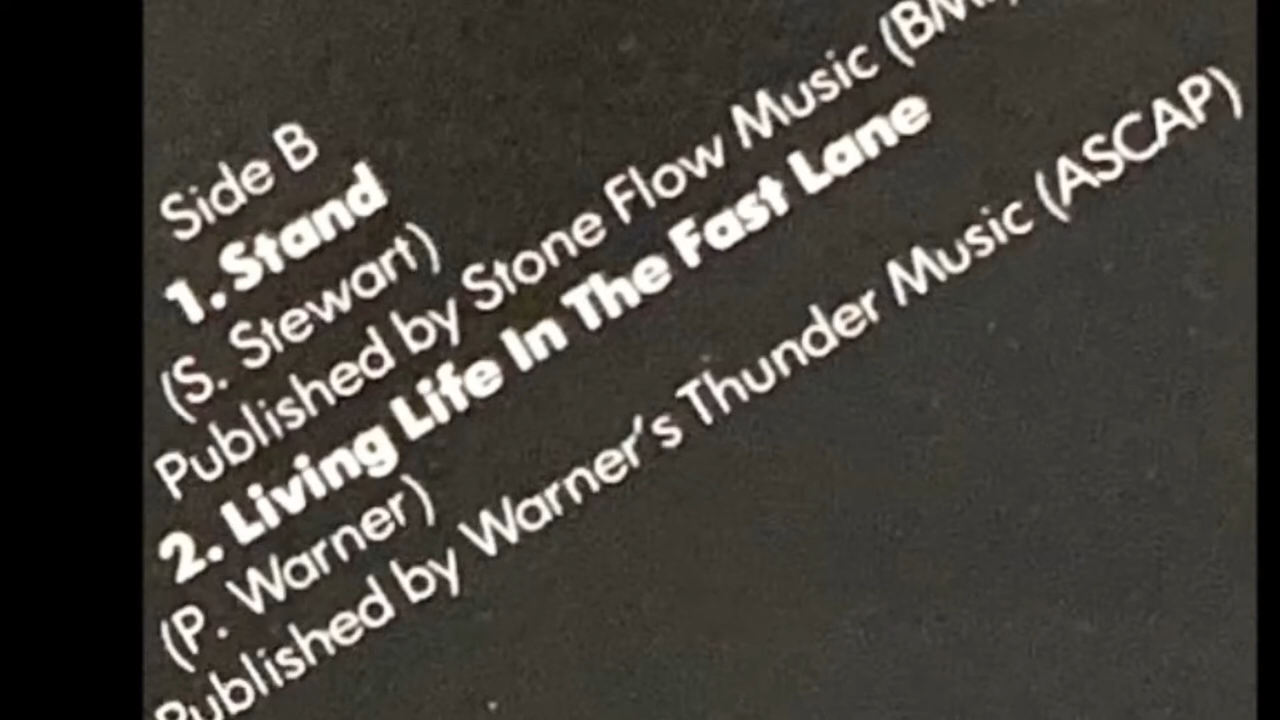 Side B
1. Stand
(S. Stewart)
Published by Stone Flow Music (BMI)
2. Living Life In The Fast Lane
(P. Warner)
Published by Warner's Thunder Music (ASCAP)